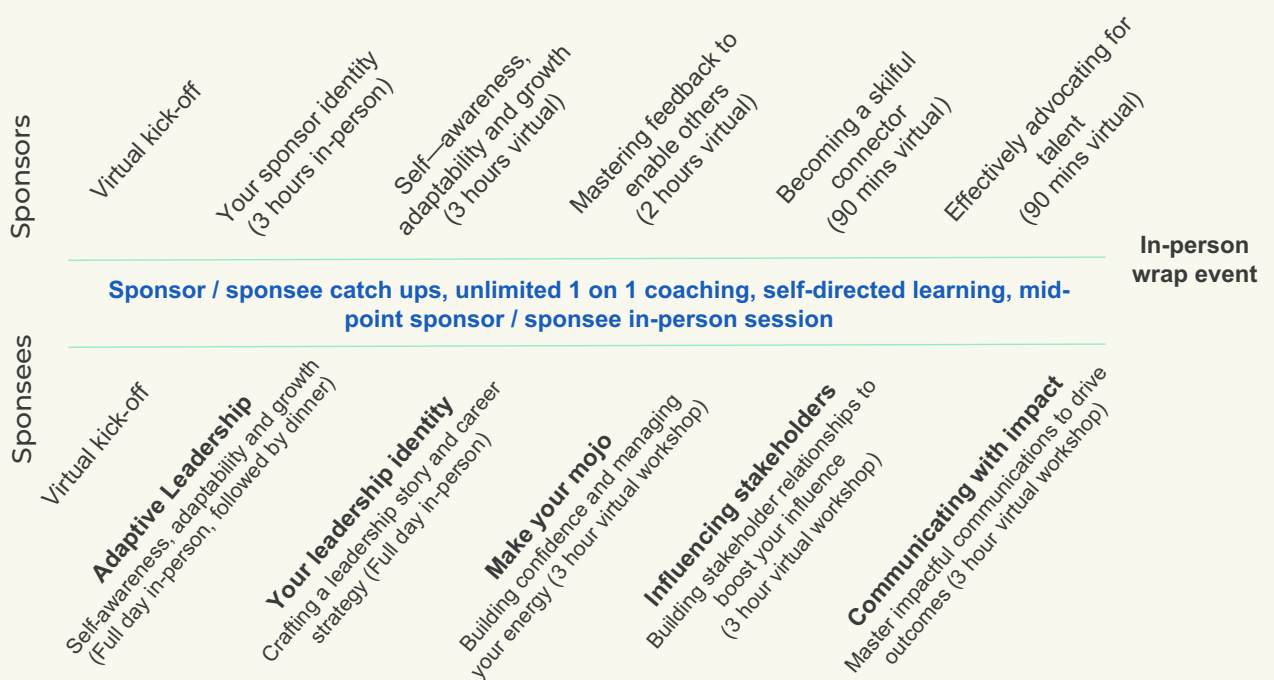 Sponsors
Virtual kick-off
Your sponsor identity
(3 hours in-person)
Self—awareness,
adaptability and growth
(3 hours virtual)
Mastering feedback to
enable others
(2 hours virtual)
Becoming a skilful
connector
(90 mins virtual)
Effectively advocating for
talent
(90 mins virtual)
In-person
wrap event
Sponsor / sponsee catch ups, unlimited 1 on 1 coaching, self-directed learning, mid-
point sponsor / sponsee in-person session
Sponsees
Virtual kick-off
Adaptive Leadership
Self-awareness, adaptability and growth
(Full day in-person, followed by dinner)
Your leadership identity
Crafting a leadership story and career
strategy (Full day in-person)
Make your mojo
Building confidence and managing
your energy (3 hour virtual workshop)
Influencing stakeholders
Building stakeholder relationships to
boost your influence
(3 hour virtual workshop)
Communicating with impact
Master impactful communications to drive
outcomes (3 hour virtual workshop)